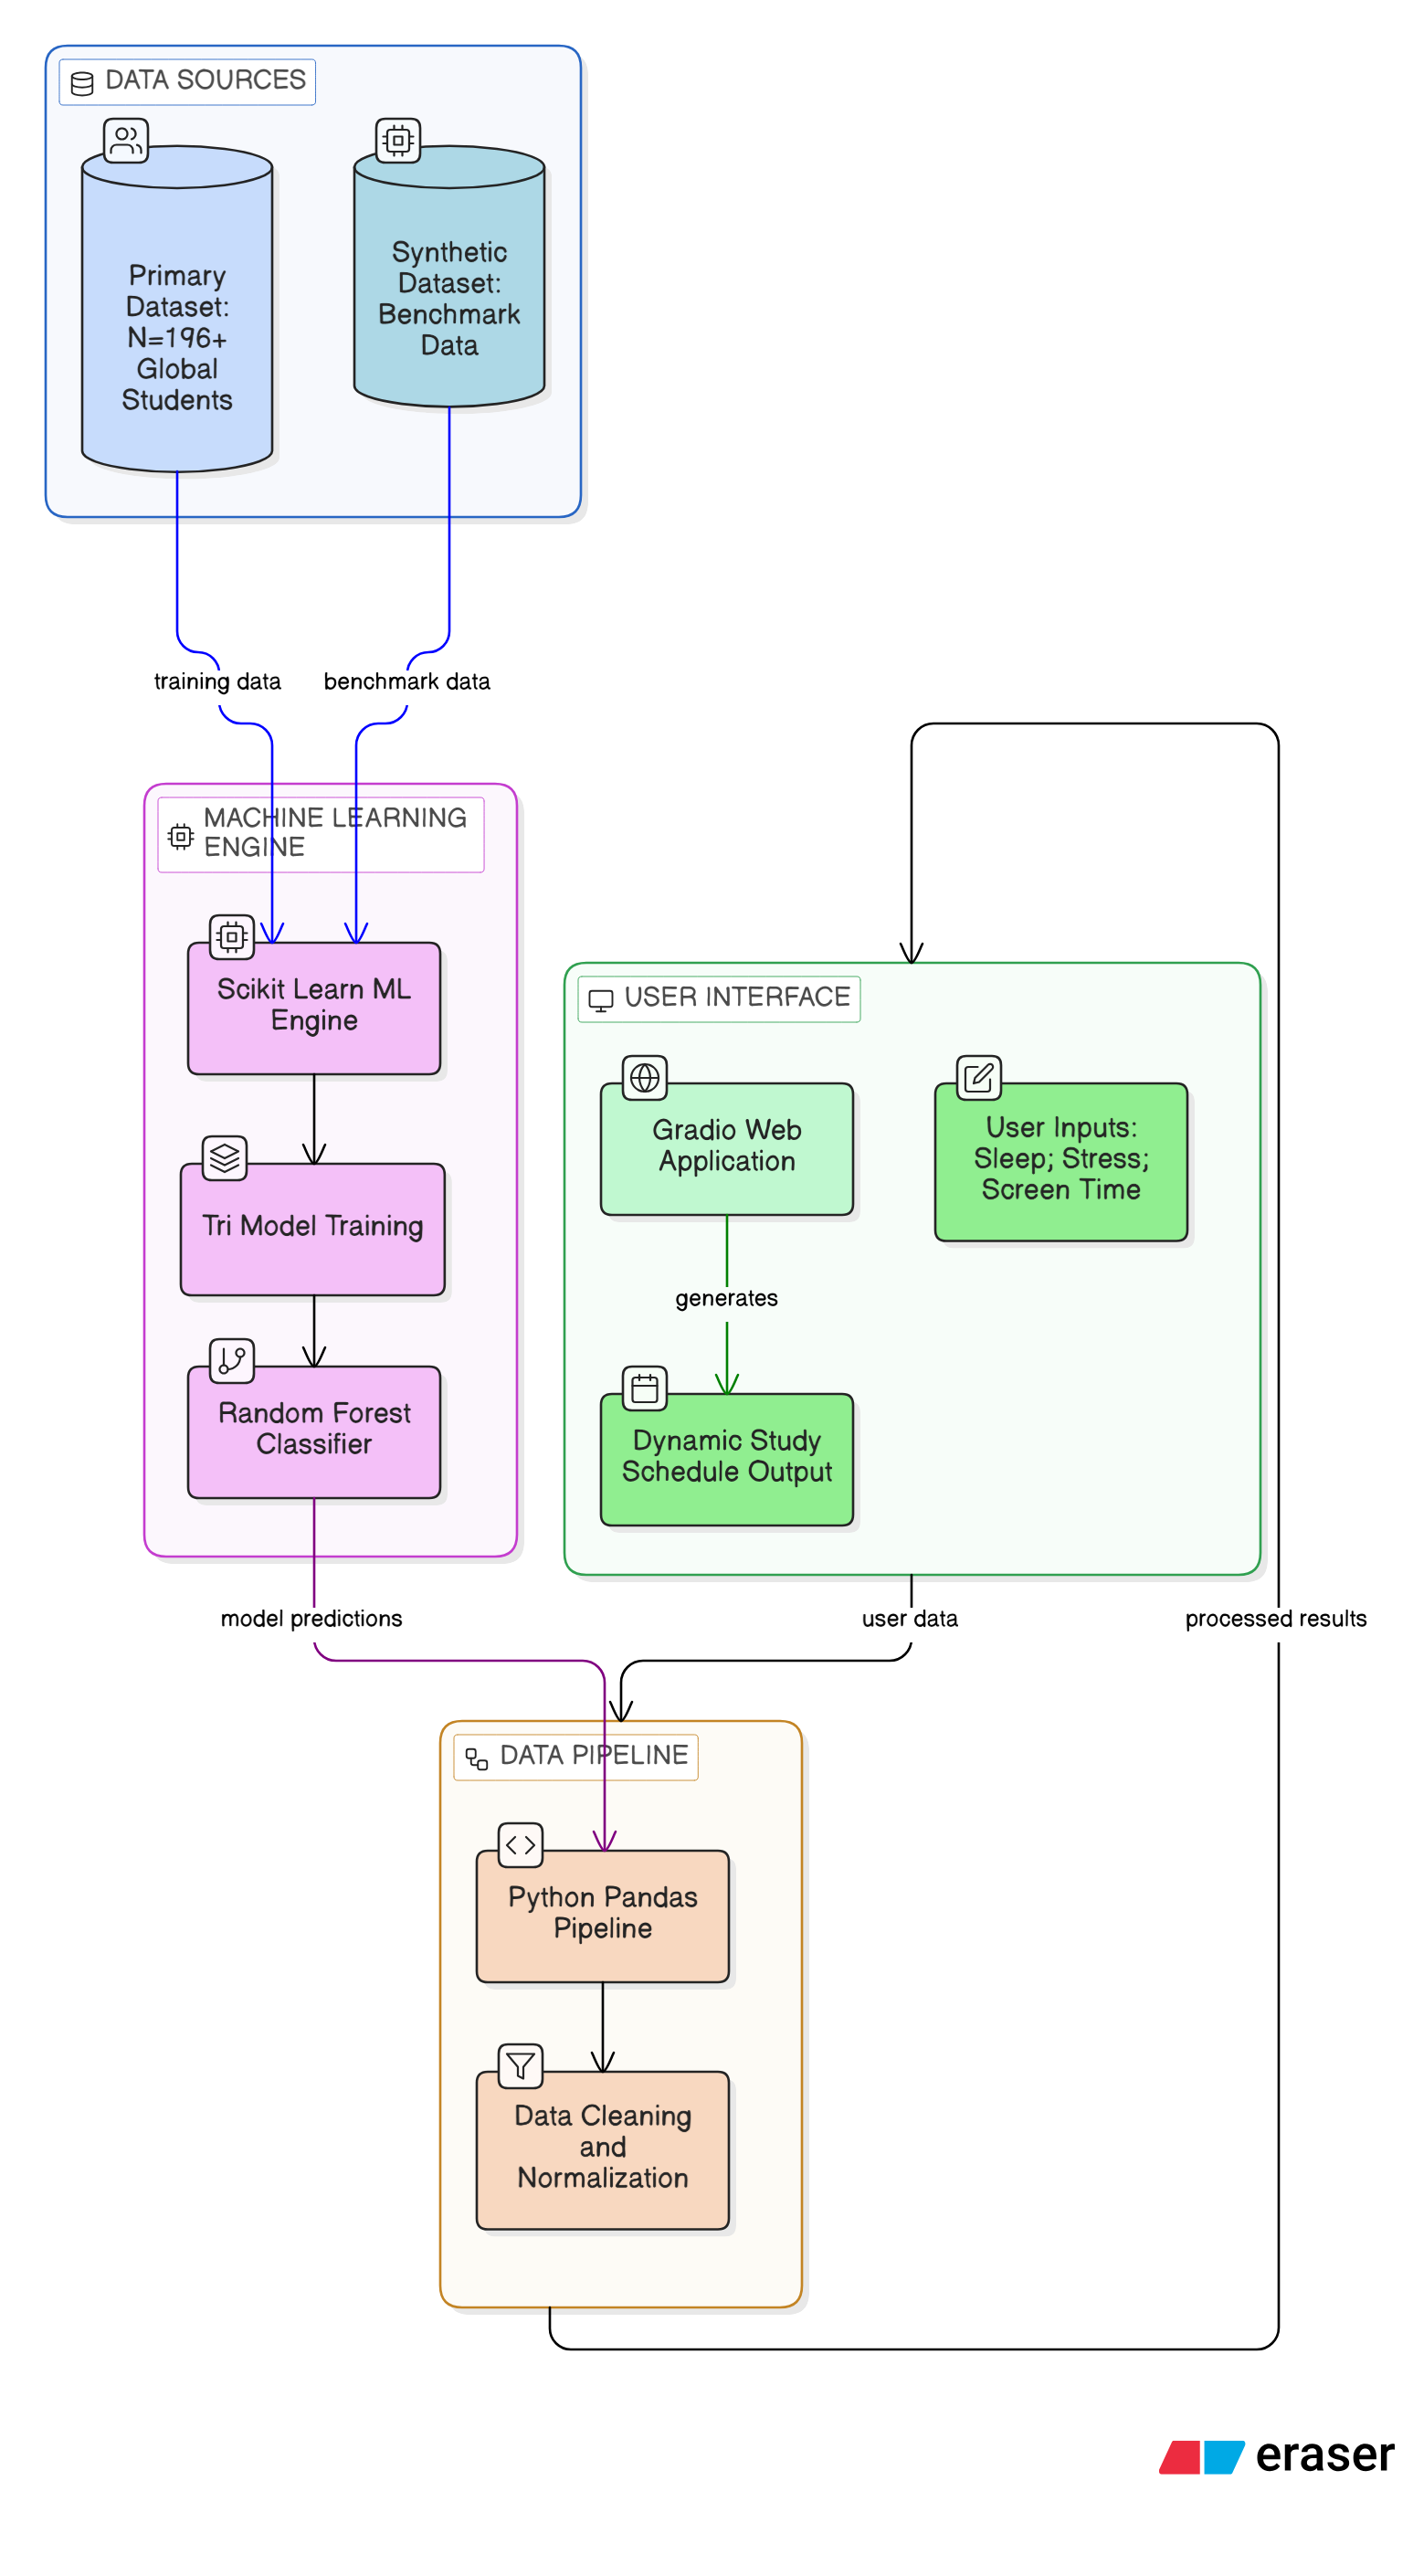 DATA SOURCES
Primary
Dataset:
N=196+
Global
Students
Synthetic
Dataset:
Benchmark
Data
training data
benchmark data
MACHINE LEARNING
ENGINE
Scikit Learn ML
Engine
Tri Model Training
Random Forest
Classifier
USER INTERFACE
Gradio Web
Application
User Inputs:
Sleep; Stress;
Screen Time
generates
Dynamic Study
Schedule Output
model predictions
user data
processed results
DATA PIPELINE
Python Pandas
Pipeline
Data Cleaning
and
Normalization
eraser